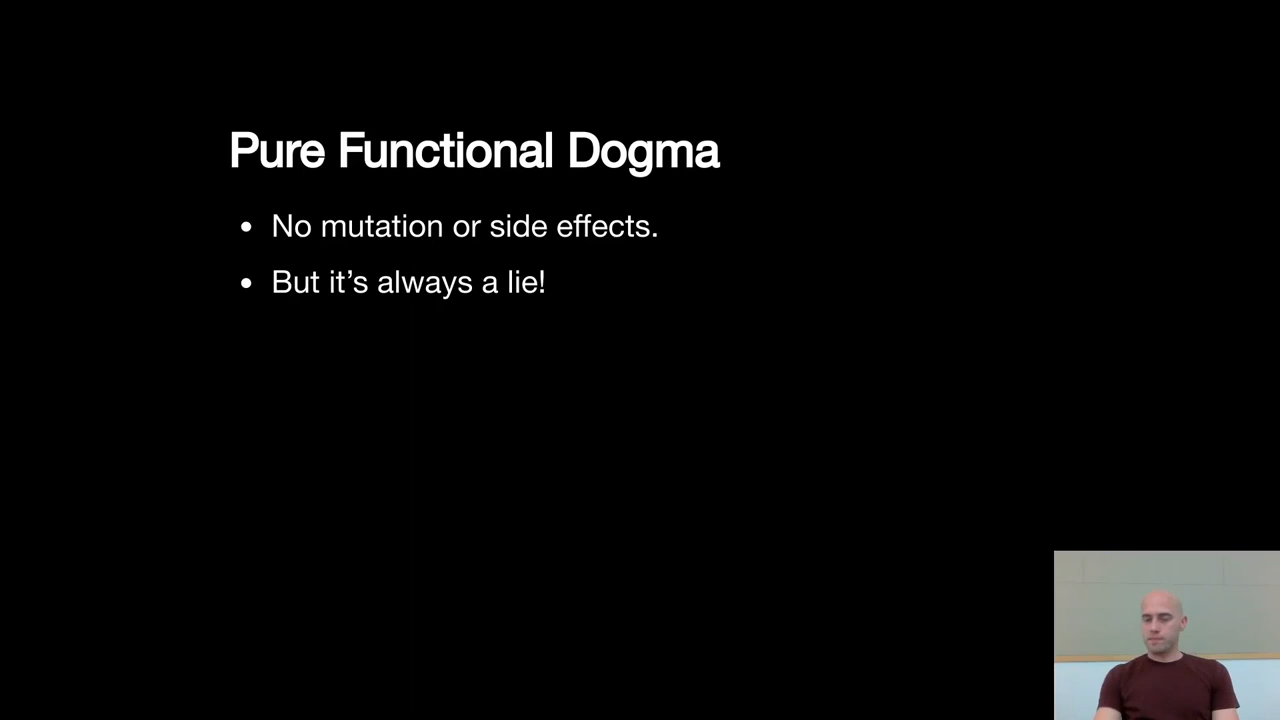 Pure Functional Dogma
• No mutation or side effects.
• But it’s always a lie!